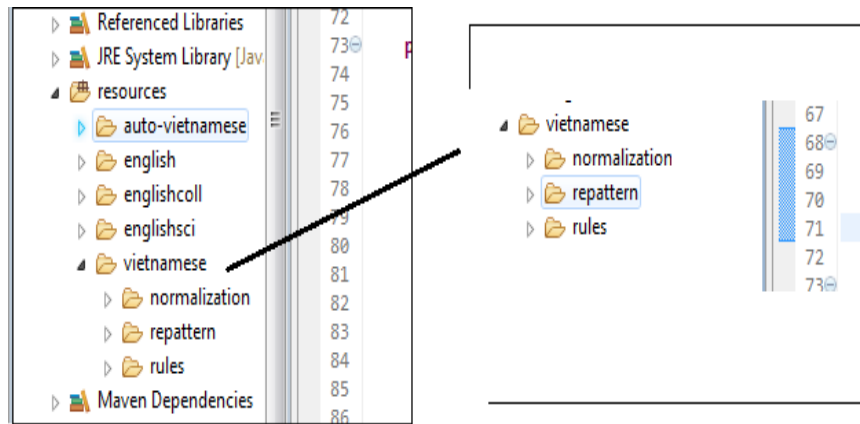 Referenced Libraries
JRE System Library [Jav
resources
auto-vietnamese
english
englishcoll
englishsci
vietnamese
normalization
repattern
rules
Maven Dependencies
72
73
74
75
76
77
78
79
80
81
82
83
84
85
86
p
vietnamese
normalization
repattern
rules
67
68
69
70
71
72
73